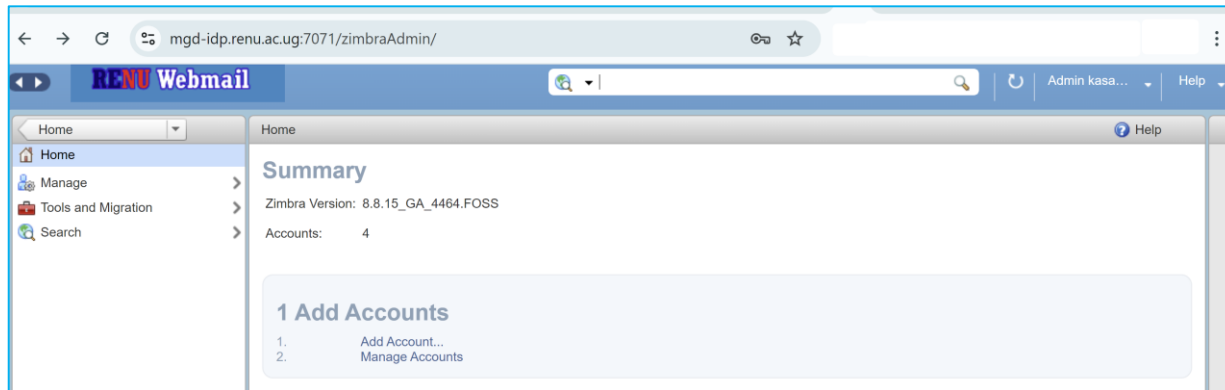 mgd-idp.renu.ac.ug:7071/zimbraAdmin/
RENU Webmail
Admin kasa...
Help
Home
Home
Help
Home
Manage
Tools and Migration
Search
Summary
Zimbra Version: 8.8.15_GA_4464.FOSS
Accounts: 4
1 Add Accounts
1. Add Account...
2. Manage Accounts